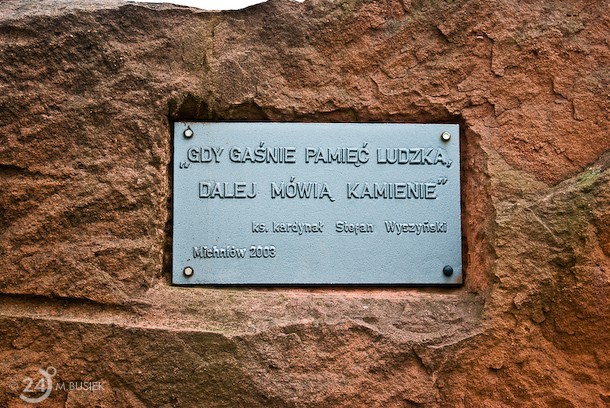 „GDY GAŚNIE PAMIĘĆ LUDZKA,
DALEJ MÓWIĄ KAMIENIE”
ks. kardynał Stefan Wyszyński
Michniów 2003
© 24 M.BUSIEK